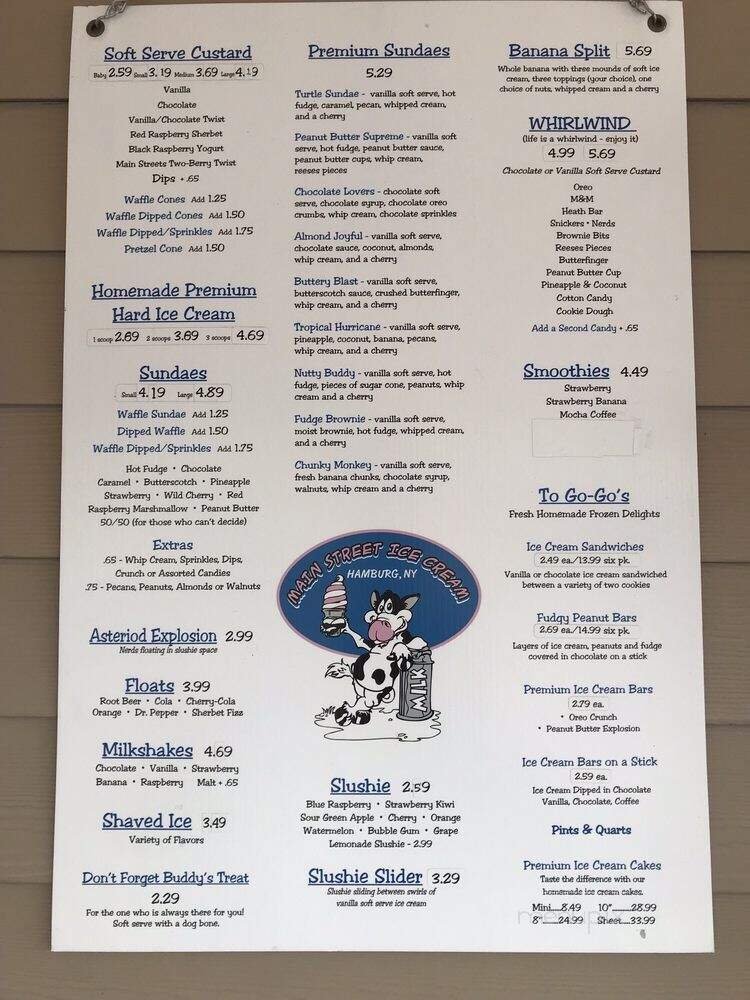 Soft Serve Custard
Baby 2.59 Small 3.19 Medium 3.69 Large 4.19
Vanilla
Chocolate
Vanilla/Chocolate Twist
Red Raspberry Sherbet
Black Raspberry Yogurt
Main Streets Two-Berry Twist
Dips + .65
Waffle Cones Add 1.25
Waffle Dipped Cones Add 1.50
Waffle Dipped/Sprinkles Add 1.75
Pretzel Cone Add 1.50
Homemade Premium
Hard Ice Cream
1 scoop 2.69 2 scoops 3.69 3 scoops 4.69
Sundaes
Small 4.19 Large 4.89
Waffle Sundae Add 1.25
Dipped Waffle Add 1.50
Waffle Dipped/Sprinkles Add 1.75
Hot Fudge • Chocolate
Caramel • Butterscotch • Pineapple
Strawberry • Wild Cherry • Red
Raspberry Marshmallow • Peanut Butter
50/50 (for those who can't decide)
Extras
.65 - Whip Cream, Sprinkles, Dips,
Crunch or Assorted Candies
.75 - Pecans, Peanuts, Almonds or Walnuts
Asteriod Explosion 2.99
Nerds floating in slushie space
Floats 3.99
Root Beer • Cola • Cherry-Cola
Orange • Dr. Pepper • Sherbet Fizz
Milkshakes 4.69
Chocolate • Vanilla • Strawberry
Banana • Raspberry Malt + .65
Shaved Ice 3.49
Variety of Flavors
Don't Forget Buddy's Treat
2.29
For the one who is always there for you!
Soft serve with a dog bone.
Premium Sundaes
5.29
Turtle Sundae - vanilla soft serve, hot
fudge, caramel, pecan, whipped cream,
and a cherry
Peanut Butter Supreme - vanilla soft
serve, hot fudge, peanut butter sauce,
peanut butter cups, whip cream,
reeses pieces
Chocolate Lovers - chocolate soft
serve, chocolate syrup, chocolate oreo
crumbs, whip cream, chocolate sprinkles
Almond Joyful - vanilla soft serve,
chocolate sauce, coconut, almonds,
whip cream, and a cherry
Buttery Blast - vanilla soft serve,
butterscotch sauce, crushed butterfinger,
whip cream, and a cherry
Tropical Hurricane - vanilla soft serve,
pineapple, coconut, banana, pecans,
whip cream, and a cherry
Nutty Buddy - vanilla soft serve, hot
fudge, pieces of sugar cone, peanuts, whip
cream and a cherry
Fudge Brownie - vanilla soft serve,
moist brownie, hot fudge, whipped cream,
and a cherry
Chunky Monkey - vanilla soft serve,
fresh banana chunks, chocolate syrup,
walnuts, whip cream and a cherry
MAIN STREET ICE CREAM
HAMBURG, NY
MILK
Slushie 2.59
Blue Raspberry • Strawberry Kiwi
Sour Green Apple • Cherry • Orange
Watermelon • Bubble Gum • Grape
Lemonade Slushie - 2.99
Slushie Slider 3.29
Slushie sliding between swirls of
vanilla soft serve ice cream
Banana Split 5.69
Whole banana with three mounds of soft ice
cream, three toppings (your choice), one
choice of nuts, whipped cream and a cherry
WHIRLWIND
(life is a whirlwind - enjoy it)
4.99 5.69
Chocolate or Vanilla Soft Serve Custard
Oreo
M&M
Heath Bar
Snickers • Nerds
Brownie Bits
Reeses Pieces
Butterfinger
Peanut Butter Cup
Pineapple & Coconut
Cotton Candy
Cookie Dough
Add a Second Candy + .65
Smoothies 4.49
Strawberry
Strawberry Banana
Mocha Coffee
To Go-Go's
Fresh Homemade Frozen Delights
Ice Cream Sandwiches
2.49 ea./13.99 six pk.
Vanilla or chocolate ice cream sandwiched
between a variety of two cookies
Fudgy Peanut Bars
2.69 ea./14.99 six pk.
Layers of ice cream, peanuts and fudge
covered in chocolate on a stick
Premium Ice Cream Bars
2.79 ea.
• Oreo Crunch
• Peanut Butter Explosion
Ice Cream Bars on a Stick
2.59 ea.
Ice Cream Dipped in Chocolate
Vanilla, Chocolate, Coffee
Pints & Quarts
Premium Ice Cream Cakes
Taste the difference with our
homemade ice cream cakes.
Mini.....8.49 10".......28.99
8"......24.99 Sheet....33.99